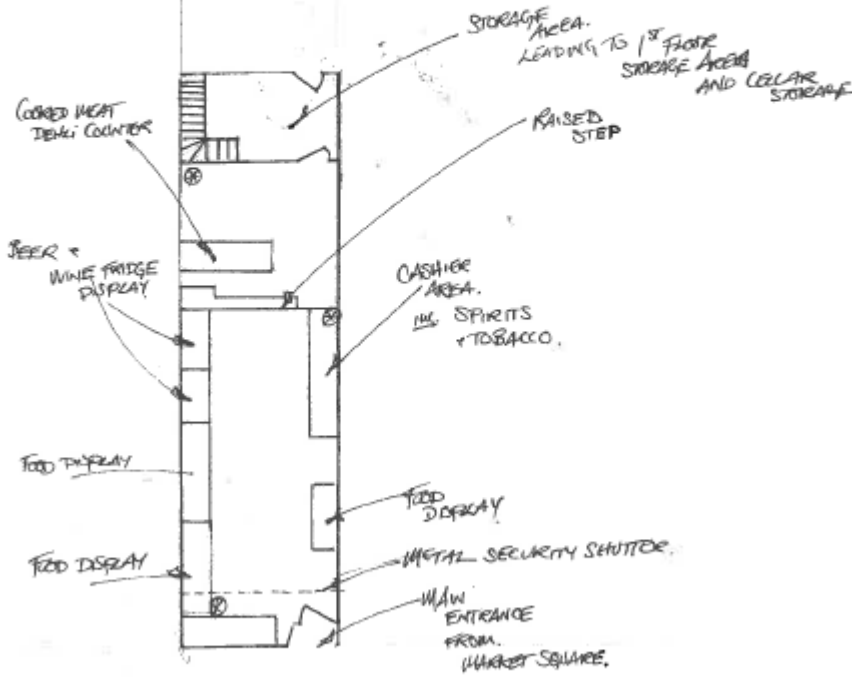 STORAGE
AREA.
LEADING TO 1ST FLOOR
STORAGE AREA
AND CELLAR
STORAGE
COOKED MEAT
DELI COUNTER
RAISED
STEP
BEER +
WINE FRIDGE
DISPLAY
CASHIER
AREA.
INC. SPIRITS
+ TOBACCO.
FOOD DISPLAY
FOOD
DISPLAY
FOOD DISPLAY
METAL SECURITY SHUTTER.
MAIN
ENTRANCE
FROM.
MARKET SQUARE.